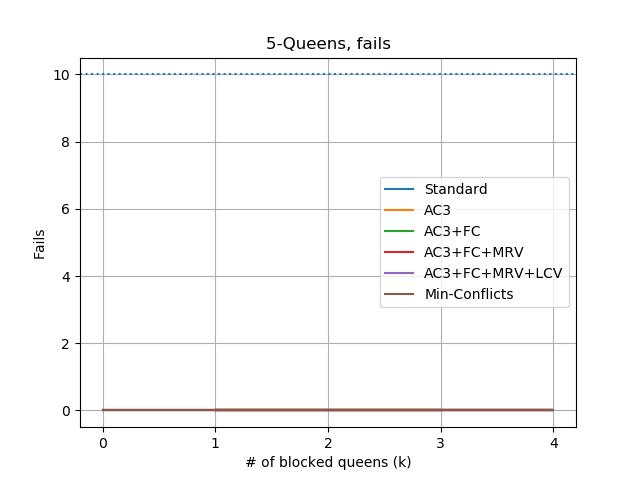 5-Queens, fails
10
8
6
4
2
0
Fails
Standard
AC3
AC3+FC
AC3+FC+MRV
AC3+FC+MRV+LCV
Min-Conflicts
0 1 2 3 4
# of blocked queens (k)